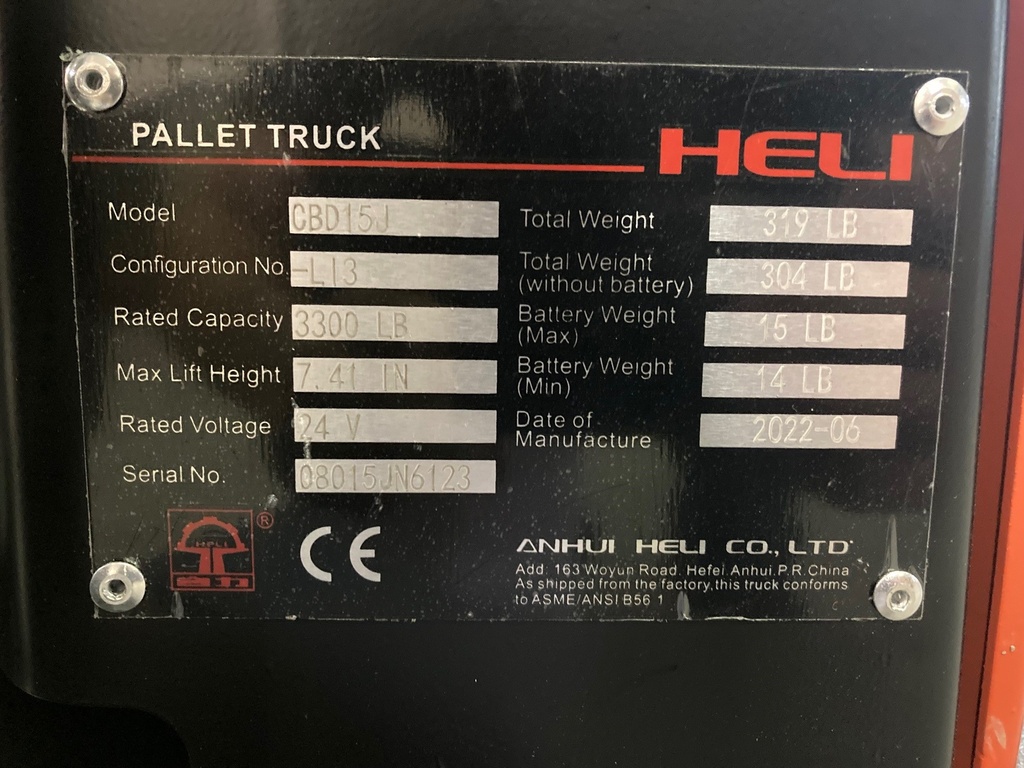 PALLET TRUCK
HELI
Model CBD15J
Configuration No. -LI3
Rated Capacity 3300 LB
Max Lift Height 7.41 IN
Rated Voltage 24 V
Serial No. 08015JN6123
Total Weight 319 LB
Total Weight
(without battery) 304 LB
Battery Weight
(Max) 15 LB
Battery Weight
(Min) 14 LB
Date of
Manufacture 2022-06
HELI
®
CE
ANHUI HELI CO., LTD
Add: 163 Woyun Road. Hefei. Anhui. P.R. China
As shipped from the factory, this truck conforms
to ASME/ANSI B56 1